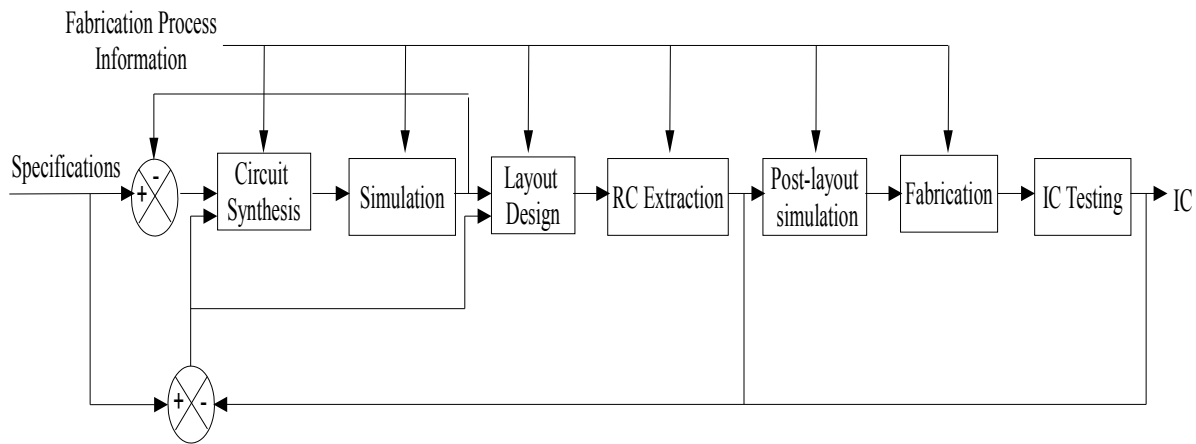 Fabrication Process
Information
Specifications
+
-
Circuit
Synthesis
Simulation
Layout
Design
RC Extraction
Post-layout
simulation
Fabrication
IC Testing
IC
+
-